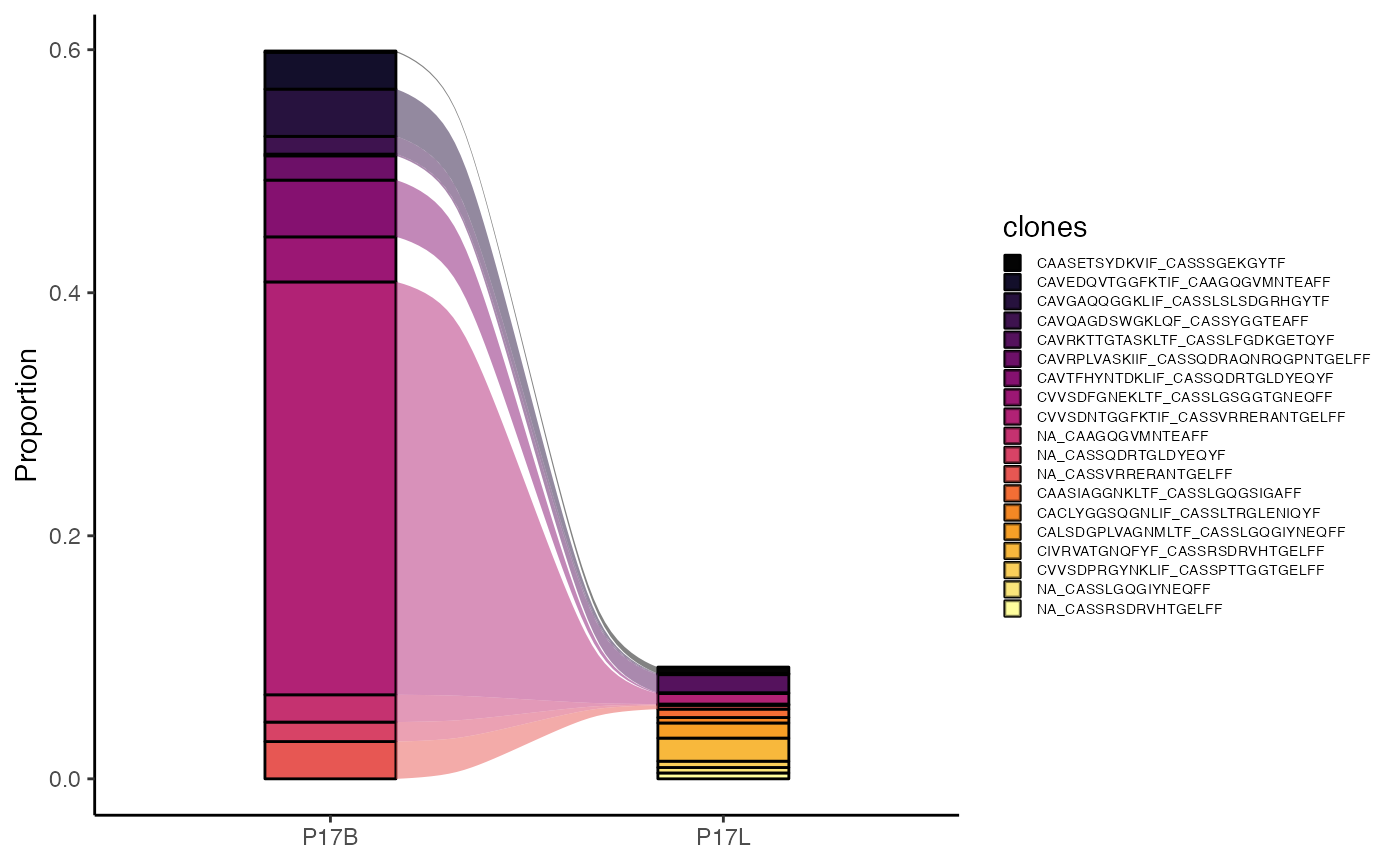 Proportion
0.6
0.4
0.2
0.0
P17B
P17L
clones
CAASETSYDKVIF_CASSSGEKGYTF
CAVEDQVTGGFKTIF_CAAGQGVMNTEAFF
CAVGAQQGGKLIF_CASSLSLSDGRHGYTF
CAVQAGDSWGKLQF_CASSYGGTEAFF
CAVRKTTGTASKLTF_CASSLFGDKGETQYF
CAVRPLVASKIIF_CASSQDRAQNRQGPNTGELFF
CAVTFHYNTDKLIF_CASSQDRTGLDYEQYF
CVVSDFGNEKLTF_CASSLGSGGTGNEQFF
CVVSDNTGGFKTIF_CASSVRRERANTGELFF
NA_CAAGQGVMNTEAFF
NA_CASSQDRTGLDYEQYF
NA_CASSVRRERANTGELFF
CAASIAGGNKLTF_CASSLGQGSIGAFF
CACLYGGSQGNLIF_CASSLTRGLENIQYF
CALSDGPLVAGNMLTF_CASSLGQGIYNEQFF
CIVRVATGNQFYF_CASSRSDRVHTGELFF
CVVSDPRGYNKLIF_CASSPTTGGTGELFF
NA_CASSLGQGIYNEQFF
NA_CASSRSDRVHTGELFF